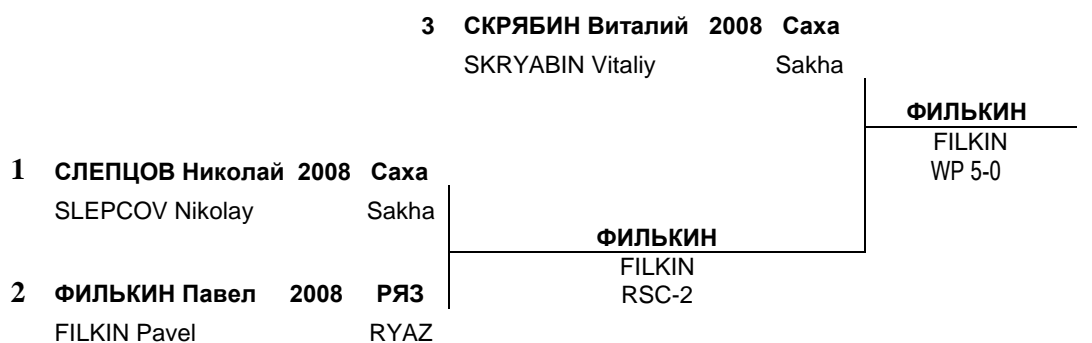 3 СКРЯБИН Виталий 2008 Саха
SKRYABIN Vitaliy Sakha
ФИЛЬКИН
FILKIN
WP 5-0
1 СЛЕПЦОВ Николай 2008 Саха
SLEPCOV Nikolay Sakha
ФИЛЬКИН
FILKIN
RSC-2
2 ФИЛЬКИН Павел 2008 РЯЗ
FILKIN Pavel RYAZ